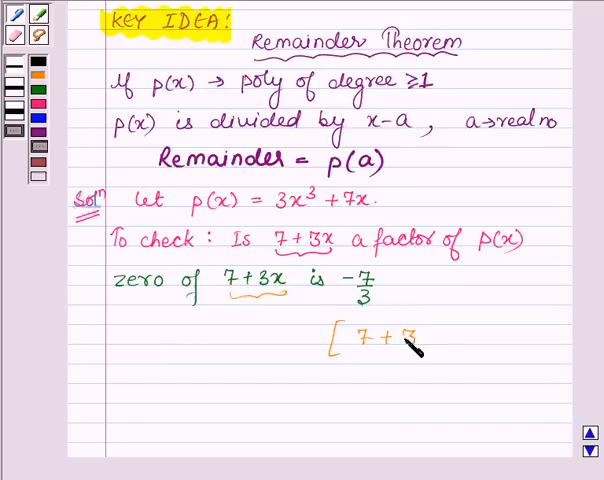 KEY IDEA:
Remainder Theorem
If p(x) → poly of degree ≥1
p(x) is divided by x-a, a→real no
Remainder = p(a)
Solⁿ Let p(x) = 3x³ + 7x.
To check: Is 7+3x a factor of p(x)
zero of 7+3x is -7/3
[ 7 + 3